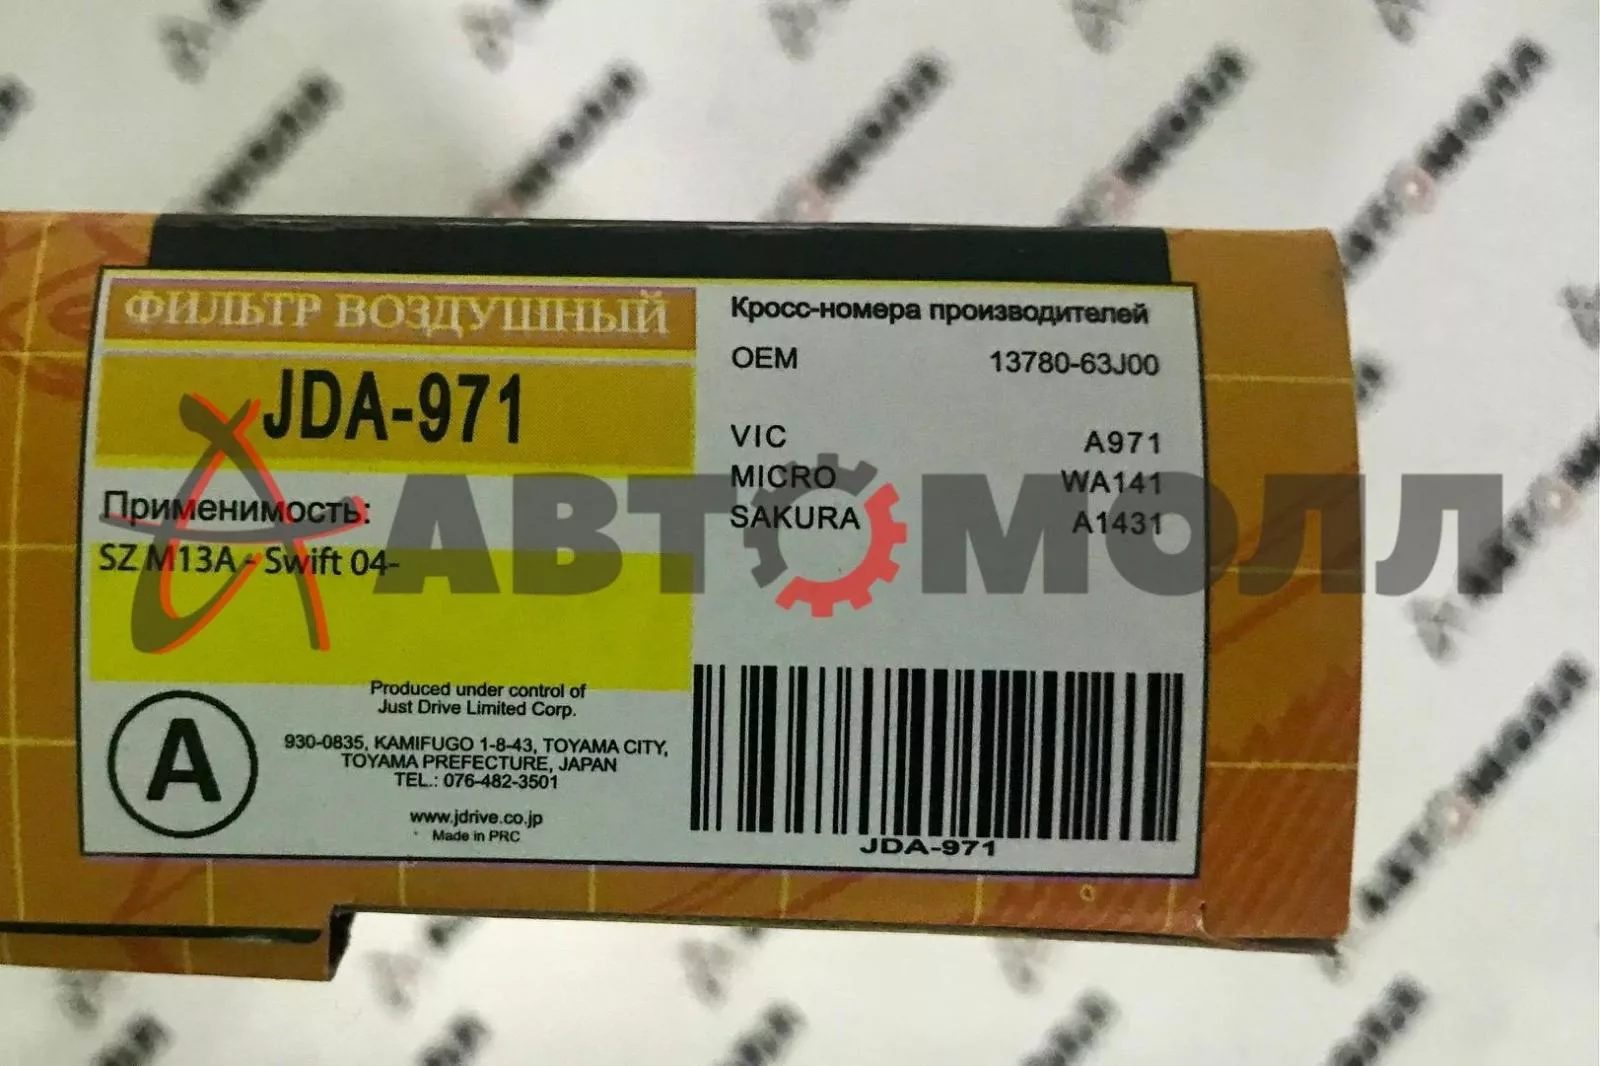 ФИЛЬТР ВОЗДУШНЫЙ
JDA-971
Применимость:
SZ M13A - Swift 04-
A
Produced under control of
Just Drive Limited Corp.
930-0835, KAMIFUGO 1-8-43, TOYAMA CITY,
TOYAMA PREFECTURE, JAPAN
TEL.: 076-482-3501
www.jdrive.co.jp
Made in PRC
Кросс-номера производителей
OEM 13780-63J00
VIC A971
MICRO WA141
SAKURA A1431
JDA-971
АВТОМОЛЛ